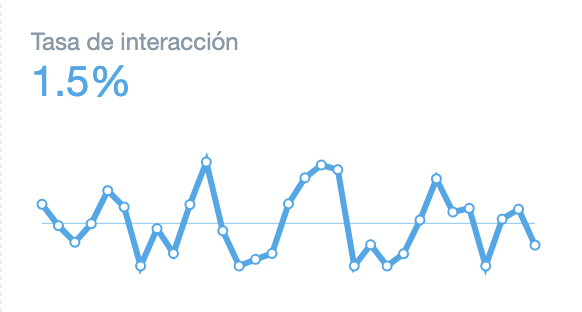 Tasa de interacción
1.5%